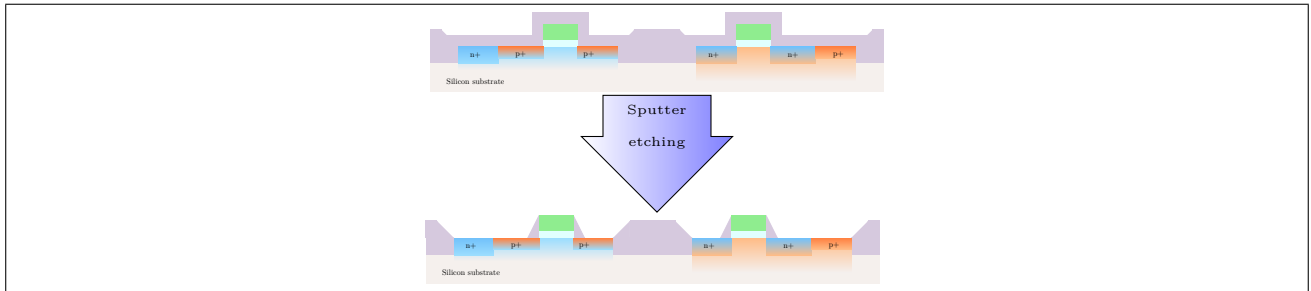 n+ p+ p+ n+ n+ p+
Silicon substrate
Sputter
etching
n+ p+ p+ n+ n+ p+
Silicon substrate